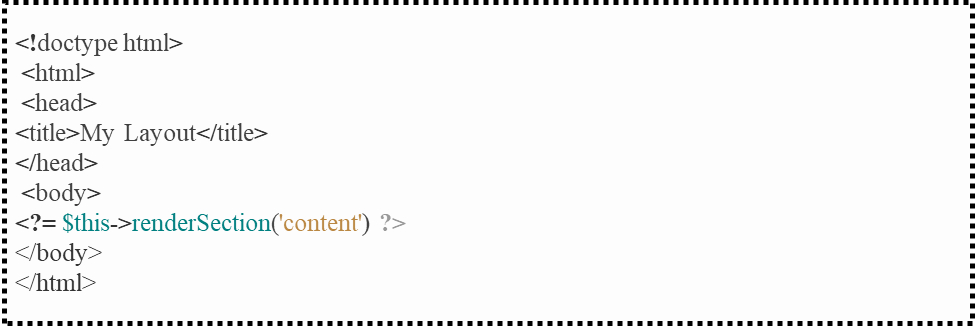 <!doctype html>
<html>
<head>
<title>My Layout</title>
</head>
<body>
<?= $this->renderSection('content') ?>
</body>
</html>